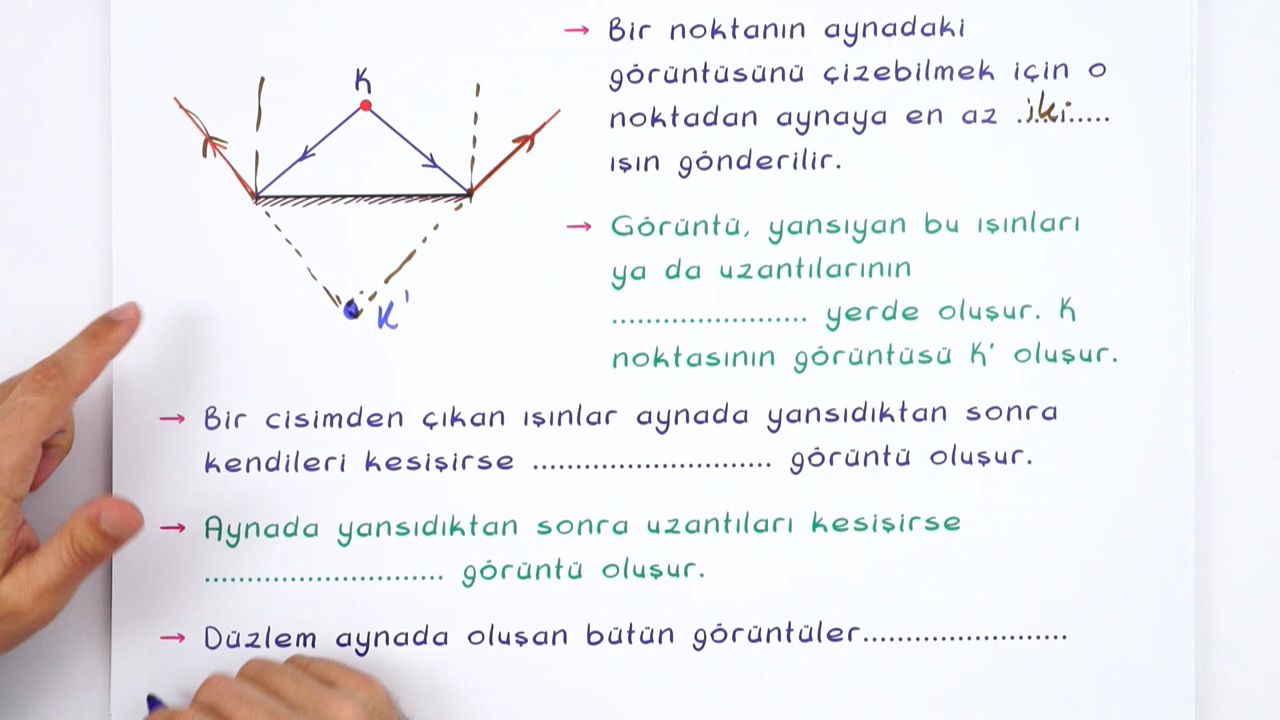 K
K'
→ Bir noktanın aynadaki
görüntüsünü çizebilmek için o
noktadan aynaya en az .iki.....
ışın gönderilir.
→ Görüntü, yansıyan bu ışınları
ya da uzantılarının
....................... yerde oluşur. K
noktasının görüntüsü K' oluşur.
→ Bir cisimden çıkan ışınlar aynada yansıdıktan sonra
kendileri kesişirse ............................ görüntü oluşur.
→ Aynada yansıdıktan sonra uzantıları kesişirse
............................ görüntü oluşur.
→ Düzlem aynada oluşan bütün görüntüler........................